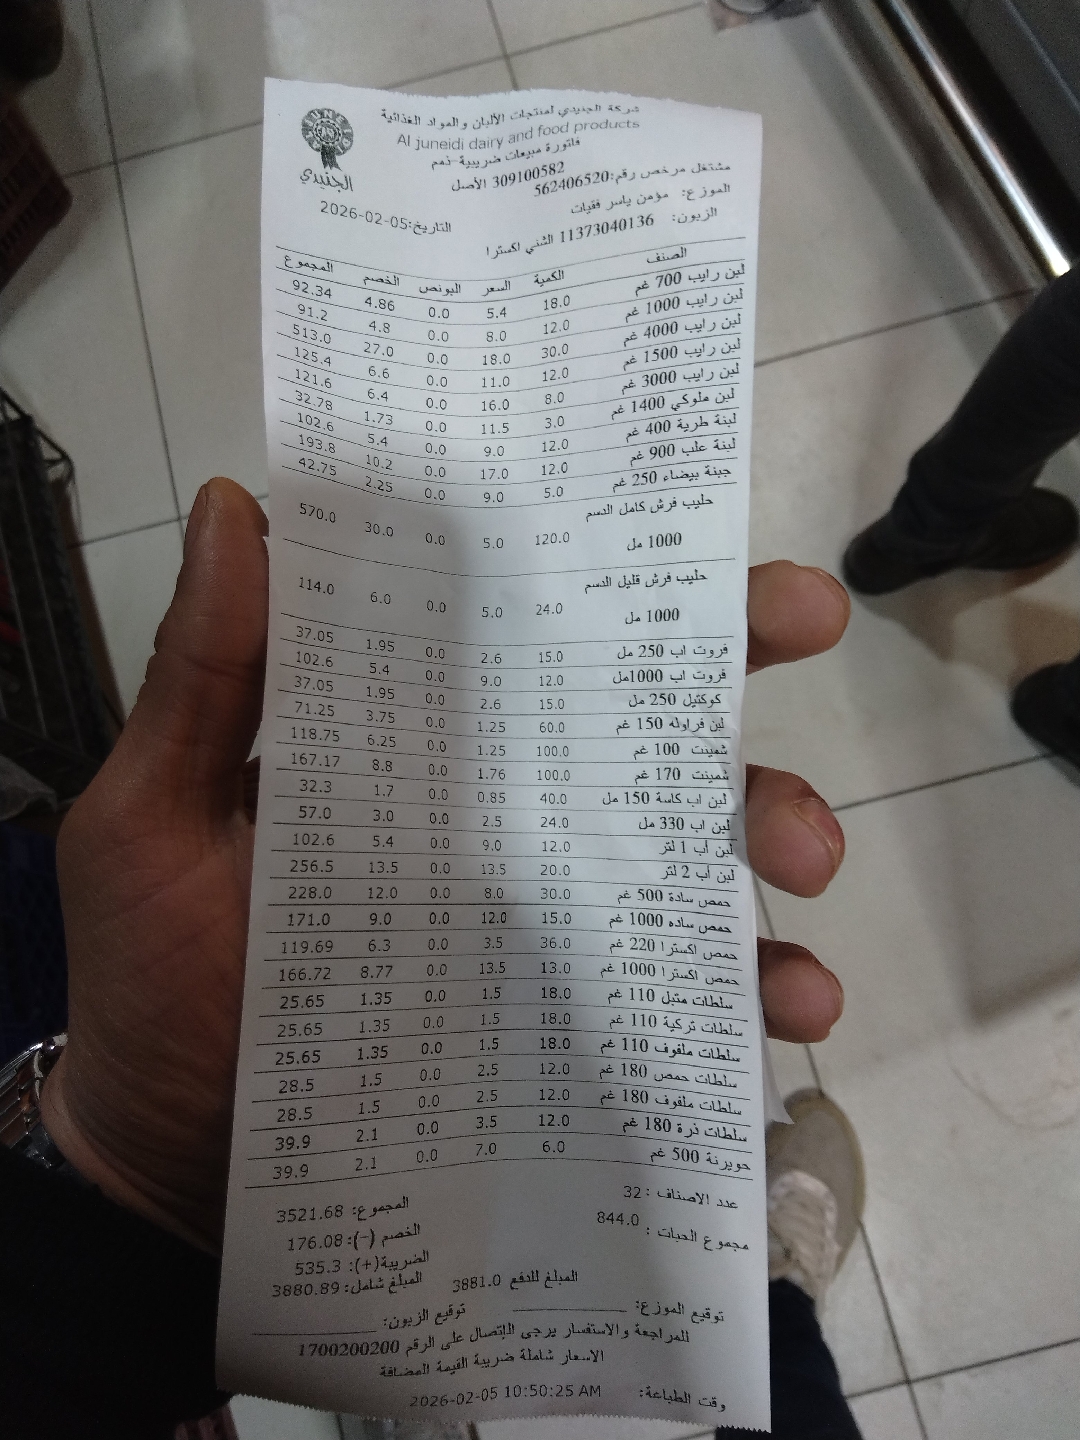 شركة الجنيدي لمنتجات الألبان والمواد الغذائية
Al juneidi dairy and food products
فاتورة مبيعات ضريبية-ذمم
مشتغل مرخص رقم:562406520 309100582 الأصل
الجنيدي
الموزع: مؤمن ياسر فقيات
التاريخ:2026-02-05
الزبون: 11373040136 الشني اكسترا
الصنف الكمية السعر البونص الخصم المجموع
لبن رايب 700 غم 18.0 5.4 0.0 4.86 92.34
لبن رايب 1000 غم 12.0 8.0 0.0 4.8 91.2
لبن رايب 4000 غم 30.0 18.0 0.0 27.0 513.0
لبن رايب 1500 غم 12.0 11.0 0.0 6.6 125.4
لبن رايب 3000 غم 8.0 16.0 0.0 6.4 121.6
لبن ملوكي 1400 غم 3.0 11.5 0.0 1.73 32.78
لبنة طرية 400 غم 12.0 9.0 0.0 5.4 102.6
لبنة علب 900 غم 12.0 17.0 0.0 10.2 193.8
جبنة بيضاء 250 غم 5.0 9.0 0.0 2.25 42.75
حليب فرش كامل الدسم
1000 مل 120.0 5.0 0.0 30.0 570.0
حليب فرش قليل الدسم
1000 مل 24.0 5.0 0.0 6.0 114.0
فروت اب 250 مل 15.0 2.6 0.0 1.95 37.05
فروت اب 1000مل 12.0 9.0 0.0 5.4 102.6
كوكتيل 250 مل 15.0 2.6 0.0 1.95 37.05
لبن فراوله 150 غم 60.0 1.25 0.0 3.75 71.25
شمينت 100 غم 100.0 1.25 0.0 6.25 118.75
شمينت 170 غم 100.0 1.76 0.0 8.8 167.17
لبن اب كاسة 150 مل 40.0 0.85 0.0 1.7 32.3
لبن اب 330 مل 24.0 2.5 0.0 3.0 57.0
لبن أب 1 لتر 12.0 9.0 0.0 5.4 102.6
لبن أب 2 لتر 20.0 13.5 0.0 13.5 256.5
حمص سادة 500 غم 30.0 8.0 0.0 12.0 228.0
حمص ساده 1000 غم 15.0 12.0 0.0 9.0 171.0
حمص اكسترا 220 غم 36.0 3.5 0.0 6.3 119.69
حمص اكسترا 1000 غم 13.0 13.5 0.0 8.77 166.72
سلطات متبل 110 غم 18.0 1.5 0.0 1.35 25.65
سلطات تركية 110 غم 18.0 1.5 0.0 1.35 25.65
سلطات ملفوف 110 غم 18.0 1.5 0.0 1.35 25.65
سلطات حمص 180 غم 12.0 2.5 0.0 1.5 28.5
سلطات ملفوف 180 غم 12.0 2.5 0.0 1.5 28.5
سلطات ذرة 180 غم 12.0 3.5 0.0 2.1 39.9
حويرنة 500 غم 6.0 7.0 0.0 2.1 39.9
عدد الاصناف : 32 المجموع: 3521.68
مجموع الحبات : 844.0 الخصم (-): 176.08
الضريبة(+): 535.3
المبلغ للدفع 3881.0 المبلغ شامل: 3880.89
توقيع الموزع: توقيع الزبون:
للمراجعة والاستفسار يرجى الإتصال على الرقم 1700200200
الاسعار شاملة ضريبة القيمة المضافة
وقت الطباعة: 2026-02-05 10:50:25 AM